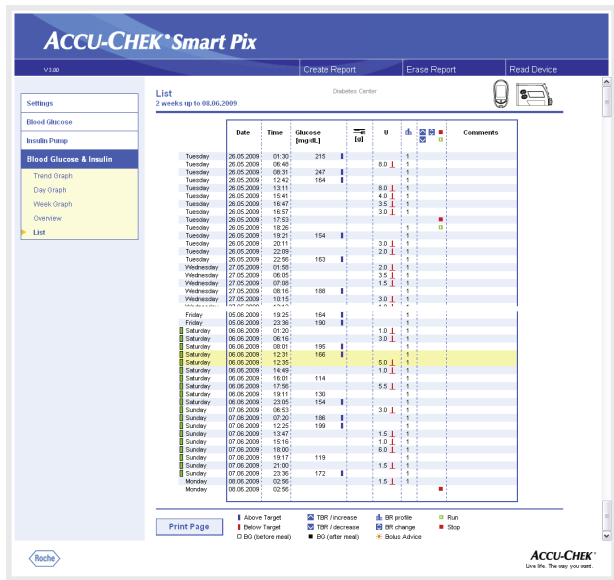 ACCU-CHEK® Smart Pix
V 3.00
Create Report Erase Report Read Device
List
2 weeks up to 08.06.2009
Diabetes Center
Settings
Blood Glucose
Insulin Pump
Blood Glucose & Insulin
Trend Graph
Day Graph
Week Graph
Overview
List
Date Time Glucose [mg/dL] [g] U Comments
Tuesday 26.05.2009 01:30 215 1
Tuesday 26.05.2009 06:48 8.0 1
Tuesday 26.05.2009 08:31 247 1
Tuesday 26.05.2009 12:42 164 1
Tuesday 26.05.2009 13:11 8.0 1
Tuesday 26.05.2009 15:41 4.0 1
Tuesday 26.05.2009 16:47 3.5 1
Tuesday 26.05.2009 16:57 3.0 1
Tuesday 26.05.2009 17:53
Tuesday 26.05.2009 18:26 1
Tuesday 26.05.2009 19:21 154 1
Tuesday 26.05.2009 20:11 3.0 1
Tuesday 26.05.2009 22:09 2.0 1
Tuesday 26.05.2009 22:56 163 1
Wednesday 27.05.2009 01:58 2.0 1
Wednesday 27.05.2009 06:05 3.5 1
Wednesday 27.05.2009 07:08 1.5 1
Wednesday 27.05.2009 08:16 188 1
Wednesday 27.05.2009 10:15 3.0 1
Friday 05.06.2009 19:25 164 1
Friday 05.06.2009 23:36 190 1
Saturday 06.06.2009 01:20 1.0 1
Saturday 06.06.2009 06:16 3.0 1
Saturday 06.06.2009 08:01 195 1
Saturday 06.06.2009 12:31 166 1
Saturday 06.06.2009 12:35 5.0 1
Saturday 06.06.2009 14:49 1.0 1
Saturday 06.06.2009 16:01 114 1
Saturday 06.06.2009 17:56 5.5 1
Saturday 06.06.2009 19:11 130 1
Saturday 06.06.2009 23:05 154 1
Sunday 07.06.2009 06:53 3.0 1
Sunday 07.06.2009 07:20 186 1
Sunday 07.06.2009 12:25 199 1
Sunday 07.06.2009 13:47 1.5 1
Sunday 07.06.2009 15:16 1.0 1
Sunday 07.06.2009 18:00 6.0 1
Sunday 07.06.2009 19:17 119 1
Sunday 07.06.2009 21:00 1.5 1
Sunday 07.06.2009 23:36 172 1
Monday 08.06.2009 02:56 1.5 1
Monday 08.06.2009 02:56
Print Page
Above Target TBR / increase BR profile Run
Below Target TBR / decrease BR change Stop
BG (before meal) BG (after meal) Bolus Advice
Roche
ACCU-CHEK®
Live life. The way you want.